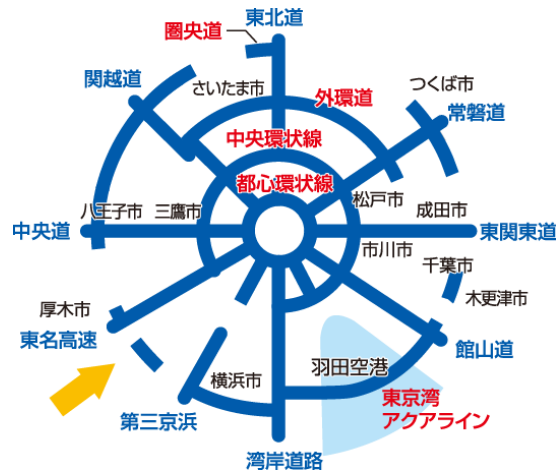 東北道
圏央道
関越道
さいたま市
外環道
つくば市
常磐道
中央環状線
都心環状線
松戸市
八王子市
三鷹市
成田市
中央道
東関東道
市川市
千葉市
木更津市
厚木市
東名高速
館山道
羽田空港
横浜市
東京湾
アクアライン
第三京浜
湾岸道路